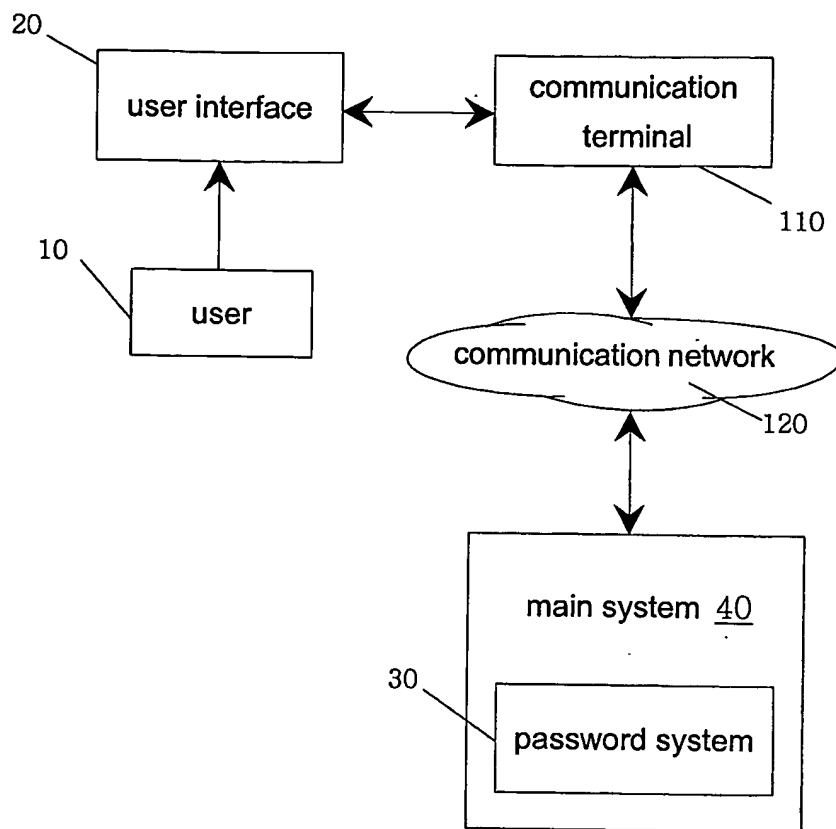 20
user interface
communication
terminal
110
10
user
communication network
120
main system 40
30
password system